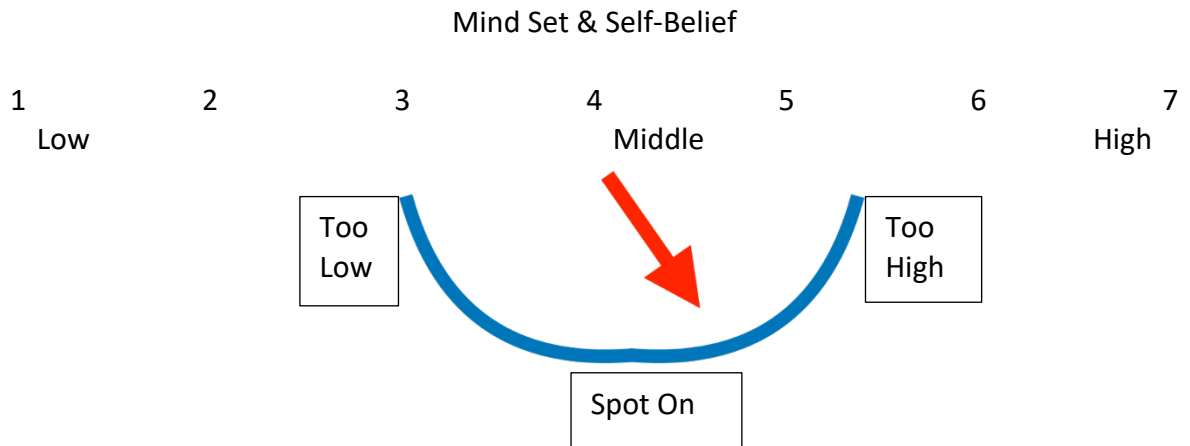 Mind Set & Self-Belief
1 2 3 4 5 6 7
Low Middle High
Too
Low
Too
High
Spot On